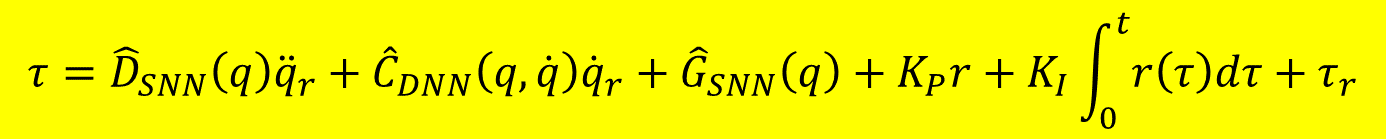 τ = D̂_SNN(q)q̈_r + Ĉ_DNN(q, q̇)q̇_r + Ĝ_SNN(q) + K_P r + K_I ∫_0^t r(τ)dτ + τ_r